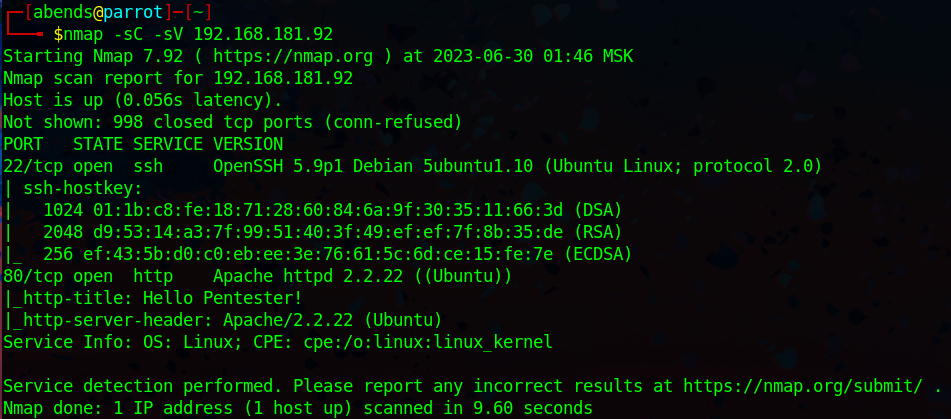 ┌─[abends@parrot]─[~]
└──╼ $nmap -sC -sV 192.168.181.92
Starting Nmap 7.92 ( https://nmap.org ) at 2023-06-30 01:46 MSK
Nmap scan report for 192.168.181.92
Host is up (0.056s latency).
Not shown: 998 closed tcp ports (conn-refused)
PORT   STATE SERVICE VERSION
22/tcp open  ssh     OpenSSH 5.9p1 Debian 5ubuntu1.10 (Ubuntu Linux; protocol 2.0)
| ssh-hostkey:
|   1024 01:1b:c8:fe:18:71:28:60:84:6a:9f:30:35:11:66:3d (DSA)
|   2048 d9:53:14:a3:7f:99:51:40:3f:49:ef:ef:7f:8b:35:de (RSA)
|_  256 ef:43:5b:d0:c0:eb:ee:3e:76:61:5c:6d:ce:15:fe:7e (ECDSA)
80/tcp open  http    Apache httpd 2.2.22 ((Ubuntu))
|_http-title: Hello Pentester!
|_http-server-header: Apache/2.2.22 (Ubuntu)
Service Info: OS: Linux; CPE: cpe:/o:linux:linux_kernel
Service detection performed. Please report any incorrect results at https://nmap.org/submit/ .
Nmap done: 1 IP address (1 host up) scanned in 9.60 seconds